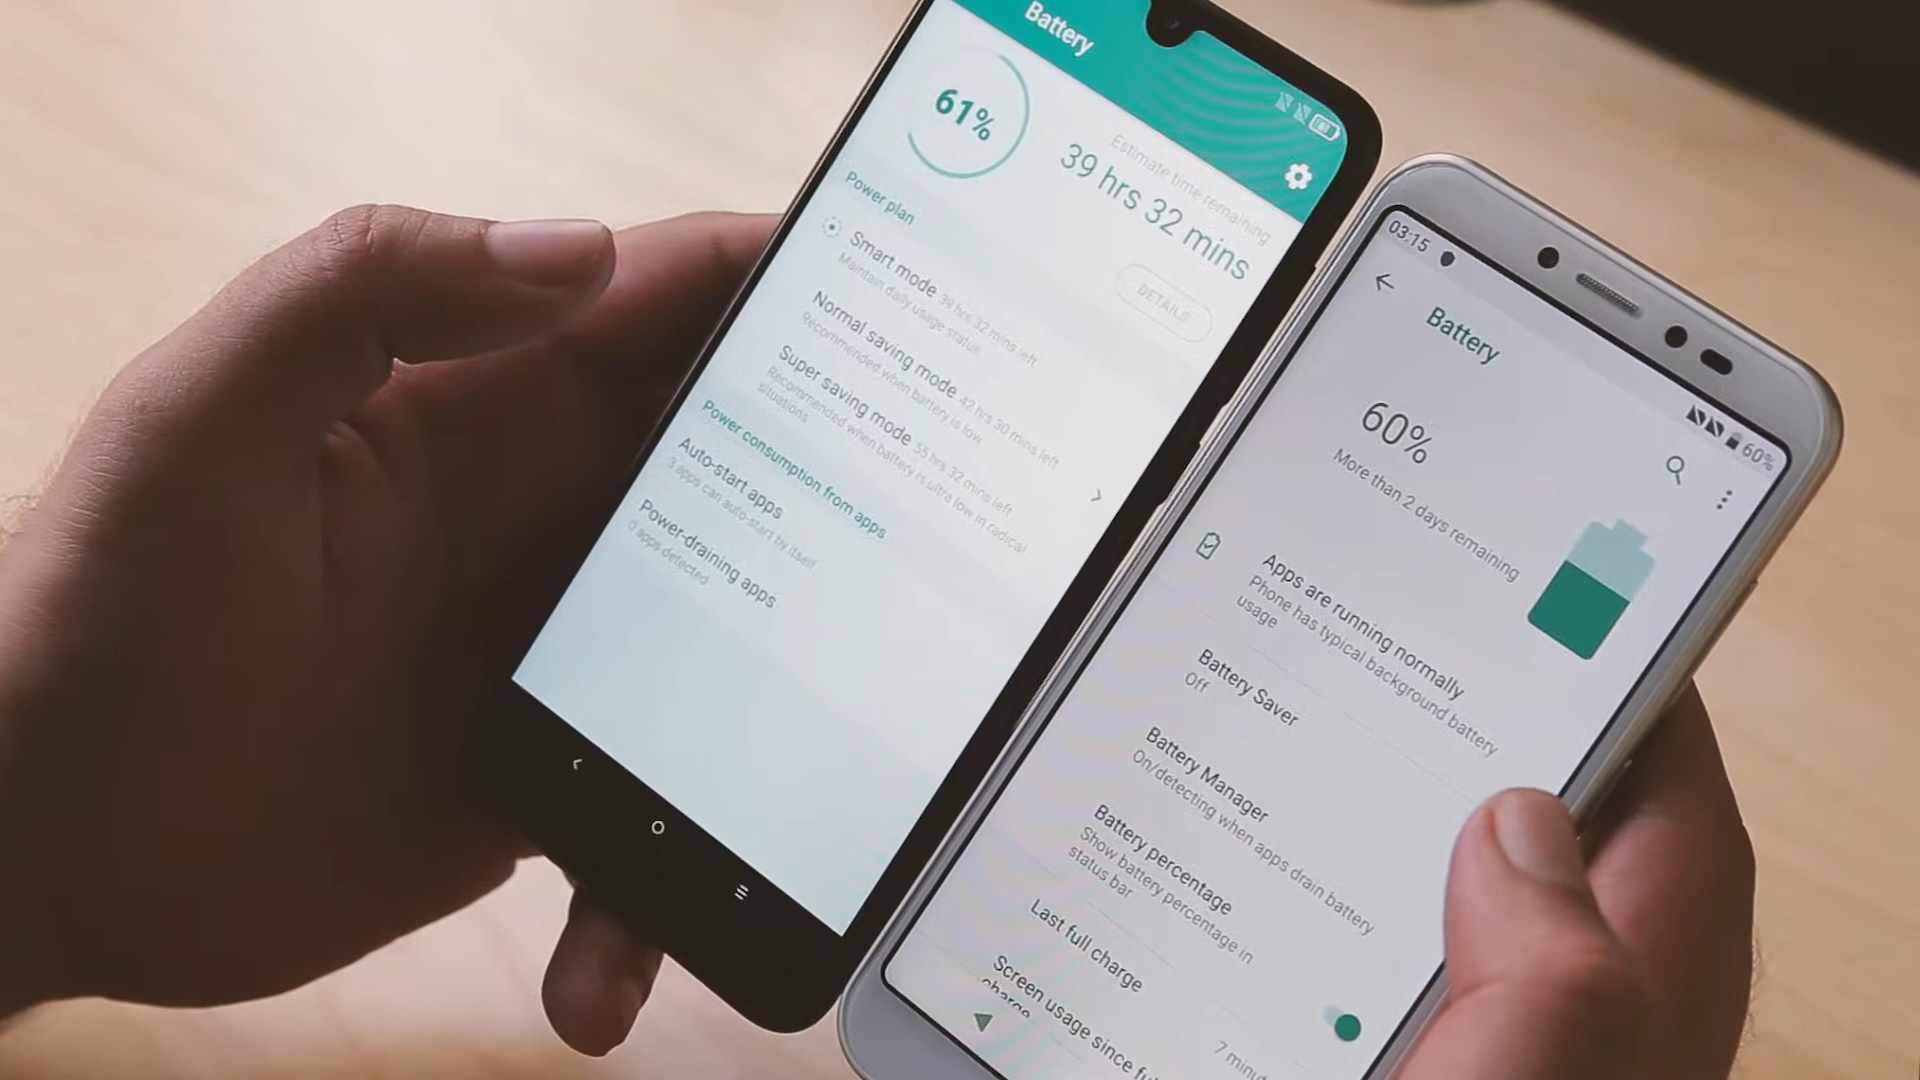 Battery
61
61%
Estimate time remaining
39 hrs 32 mins
DETAILS
Power plan
Smart mode 39 hrs 32 mins left
Maintain daily usage status
Normal saving mode 42 hrs 30 mins left
Recommended when battery is low
Super saving mode 55 hrs 32 mins left
Recommended when battery is ultra low in radical
situations
Power consumption from apps
Auto-start apps
3 apps can auto-start by itself
Power-draining apps
0 apps detected
03:15
60%
Battery
60%
More than 2 days remaining
Apps are running normally
Phone has typical background battery
usage
Battery Saver
Off
Battery Manager
On/detecting when apps drain battery
Battery percentage
Show battery percentage in
status bar
Last full charge
7
Screen usage since
charge